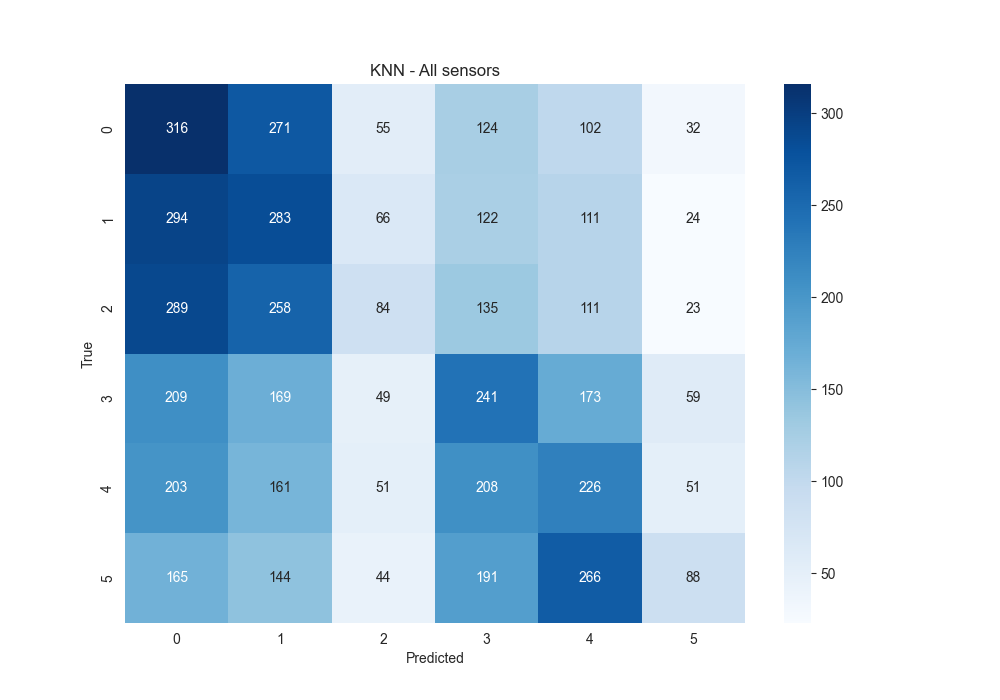 KNN - All sensors
True
0 316 271 55 124 102 32
1 294 283 66 122 111 24
2 289 258 84 135 111 23
3 209 169 49 241 173 59
4 203 161 51 208 226 51
5 165 144 44 191 266 88
0 1 2 3 4 5
Predicted
300
250
200
150
100
50